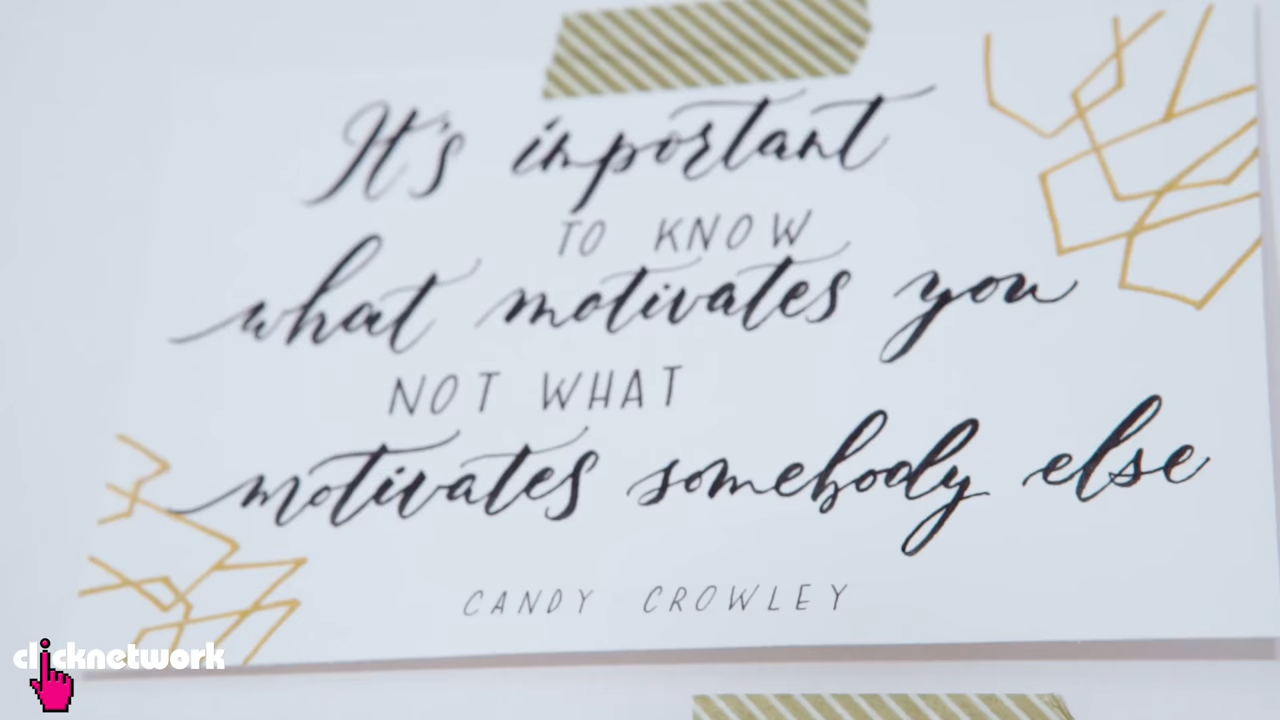 It's important
TO KNOW
what motivates you
NOT WHAT
motivates somebody else
CANDY CROWLEY
clicknetwork